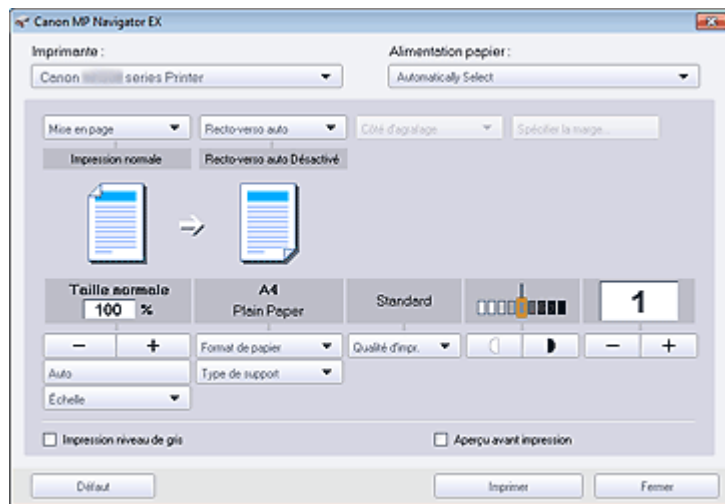 Canon MP Navigator EX
Imprimante :
Alimentation papier :
Canon series Printer
Automatically Select
Mise en page
Recto-verso auto
Côté d'agrafage
Spécifier la marge...
Impression normale
Recto-verso auto Désactivé
Taille normale
100 %
A4
Plain Paper
Standard
1
− +
Format de papier
Qualité d'impr.
− +
Auto
Type de support
Échelle
Impression niveau de gris
Aperçu avant impression
Défaut
Imprimer
Fermer